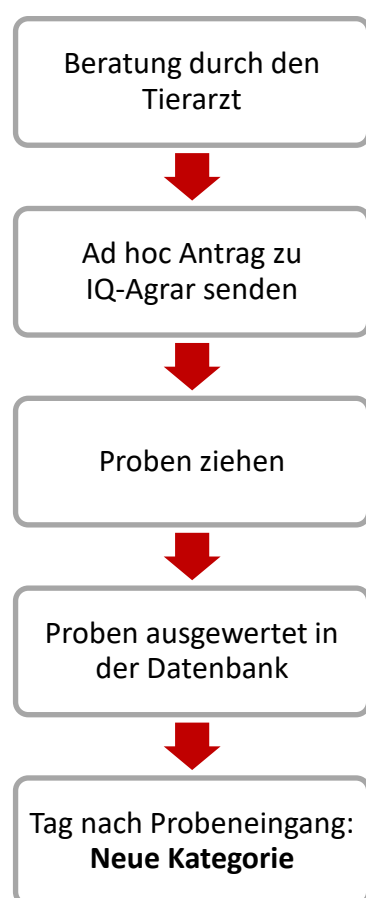 Beratung durch den
Tierarzt
Ad hoc Antrag zu
IQ-Agrar senden
Proben ziehen
Proben ausgewertet in
der Datenbank
Tag nach Probeneingang:
Neue Kategorie